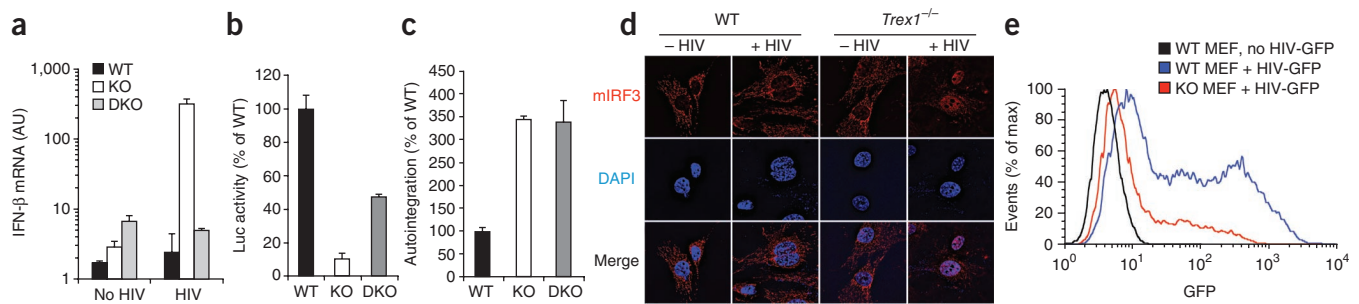 a
IFN-β mRNA (AU)
1,000
100
10
1
WT
KO
DKO
No HIV
HIV
b
Luc activity (% of WT)
120
100
80
60
40
20
0
WT KO DKO
c
Autointegration (% of WT)
450
400
350
300
250
200
150
100
50
0
WT KO DKO
d
WT
Trex1–/–
– HIV
+ HIV
– HIV
+ HIV
mIRF3
DAPI
Merge
e
WT MEF, no HIV-GFP
WT MEF + HIV-GFP
KO MEF + HIV-GFP
Events (% of max)
100
80
60
40
20
0
10⁰ 10¹ 10² 10³ 10⁴
GFP